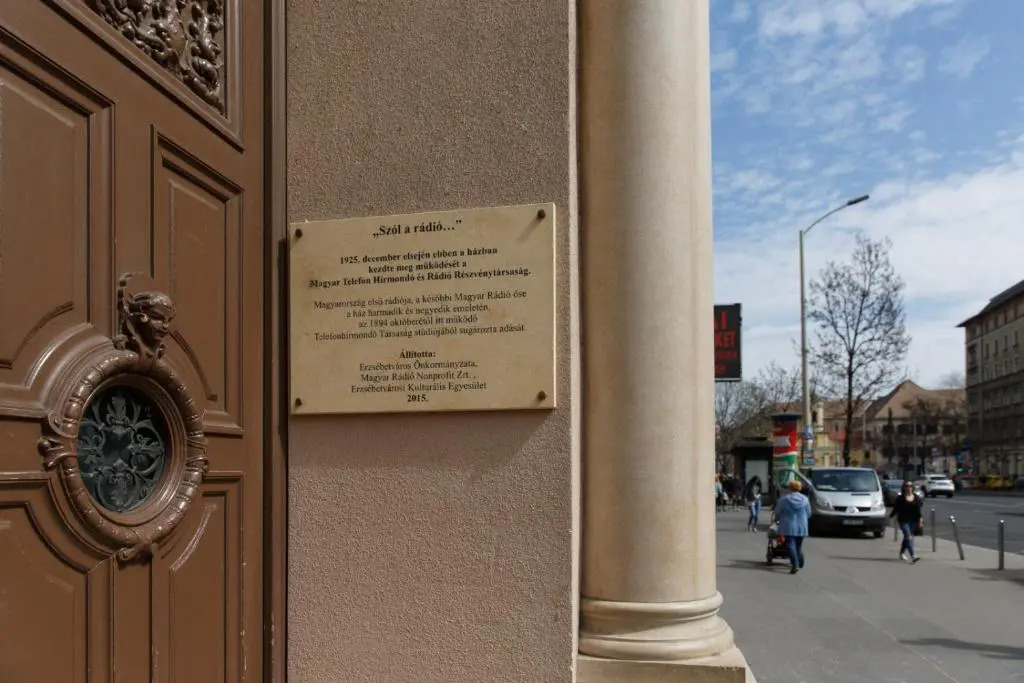 „Szól a rádió…”
1925. december elsején ebben a házban
kezdte meg működését a
Magyar Telefon Hírmondó és Rádió Részvénytársaság.
Magyarország első rádiója, a későbbi Magyar Rádió őse
a ház harmadik és negyedik emeletén,
az 1894 októberétől itt működő
Telefonhírmondó Társaság stúdiójából sugározta adását.
Állította:
Erzsébetváros Önkormányzata,
Magyar Rádió Nonprofit Zrt. ,
Erzsébetvárosi Kulturális Egyesület
2015.